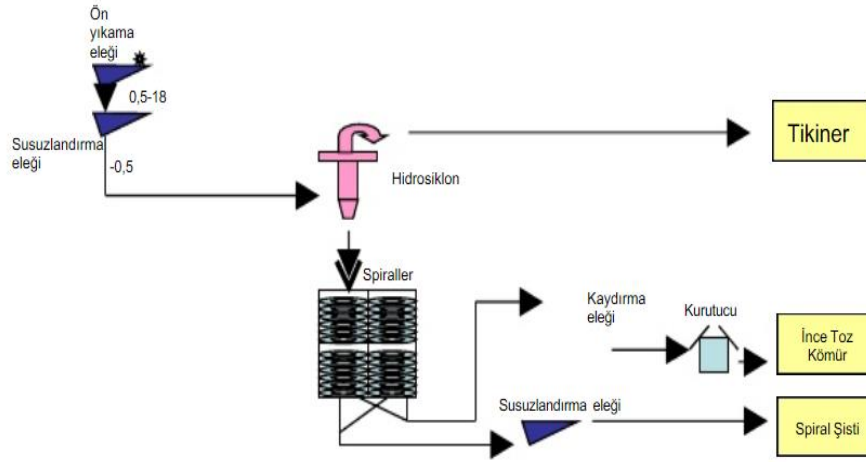 Ön
yıkama
eleği
0,5-18
Susuzlandırma
eleği
-0,5
Hidrosiklon
Tikiner
Spiraller
Kaydırma
eleği
Kurutucu
İnce Toz
Kömür
Susuzlandırma eleği
Spiral Şisti